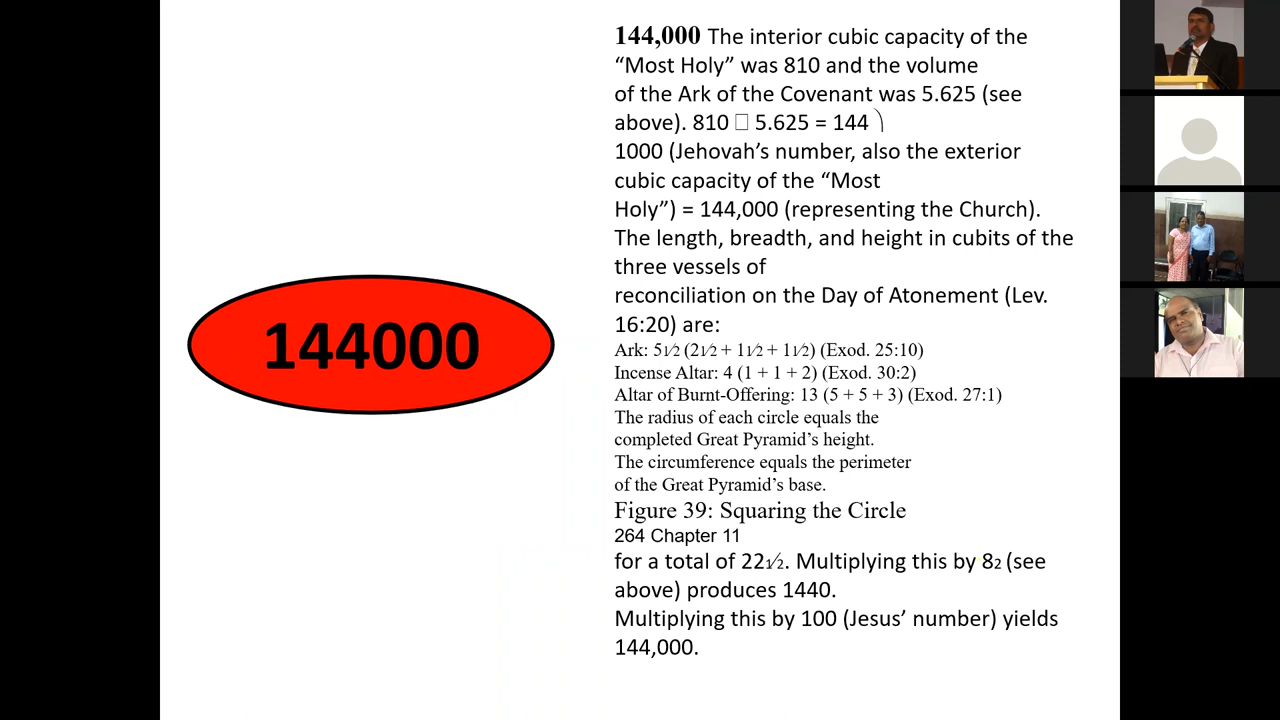 144000
144,000 The interior cubic capacity of the
“Most Holy” was 810 and the volume
of the Ark of the Covenant was 5.625 (see
above). 810 □ 5.625 = 144 ⎞
1000 (Jehovah’s number, also the exterior
cubic capacity of the “Most
Holy”) = 144,000 (representing the Church).
The length, breadth, and height in cubits of the
three vessels of
reconciliation on the Day of Atonement (Lev.
16:20) are:
Ark: 51⁄2 (21⁄2 + 11⁄2 + 11⁄2) (Exod. 25:10)
Incense Altar: 4 (1 + 1 + 2) (Exod. 30:2)
Altar of Burnt-Offering: 13 (5 + 5 + 3) (Exod. 27:1)
The radius of each circle equals the
completed Great Pyramid’s height.
The circumference equals the perimeter
of the Great Pyramid’s base.
Figure 39: Squaring the Circle
264 Chapter 11
for a total of 221⁄2. Multiplying this by 82 (see
above) produces 1440.
Multiplying this by 100 (Jesus’ number) yields
144,000.